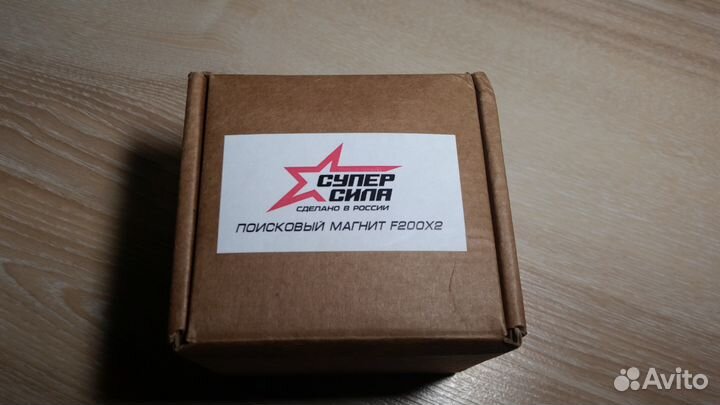 СУПЕР
СИЛА
СДЕЛАНО В РОССИИ
ПОИСКОВЫЙ МАГНИТ F200X2
Avito